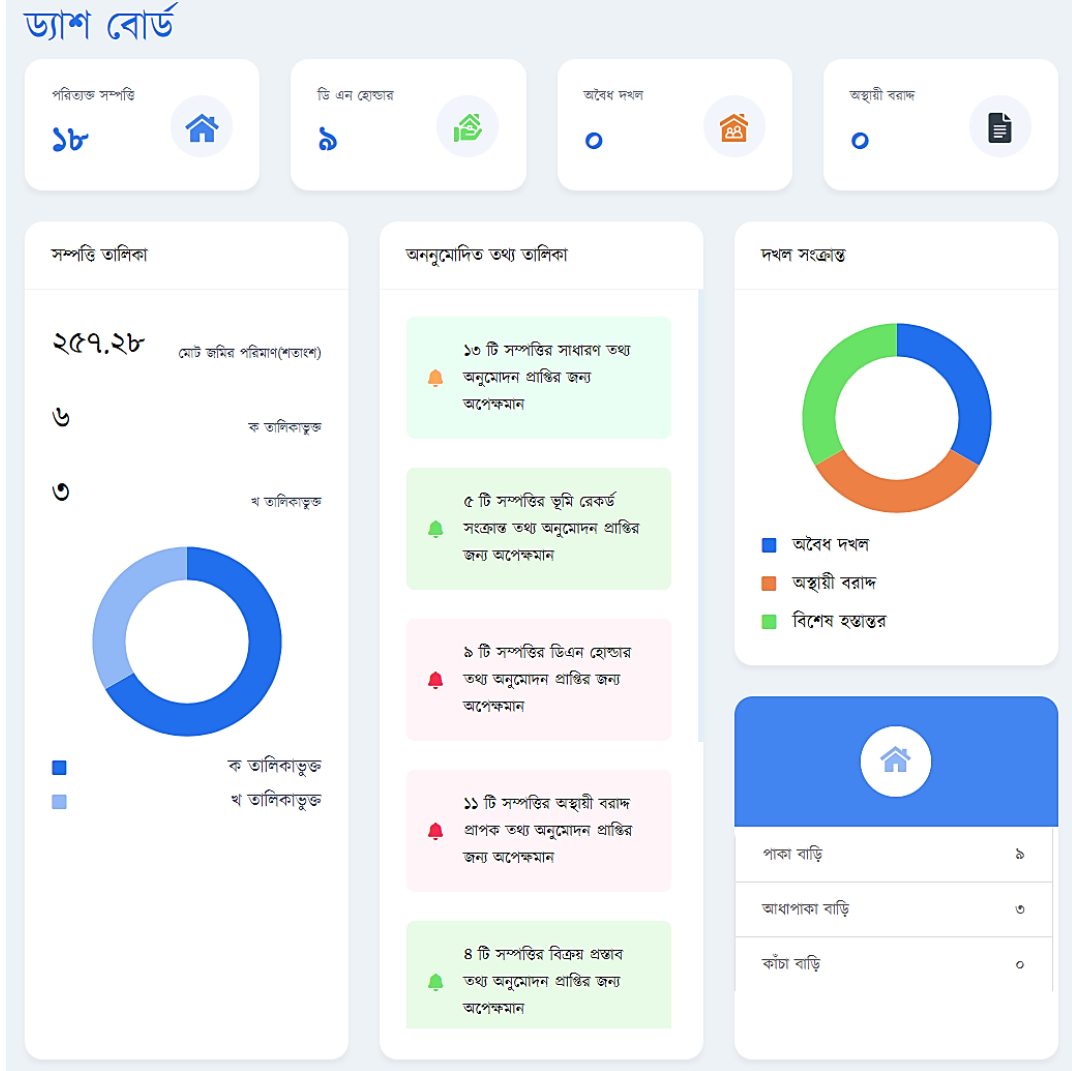 ড্যাশ বোর্ড
পরিত্যক্ত সম্পত্তি
১৮
ডি এন হোল্ডার
৯
অবৈধ দখল
০
অস্থায়ী বরাদ্দ
০
সম্পত্তি তালিকা
২৫৭.২৮ মোট জমির পরিমাণ(শতাংশ)
৬ ক তালিকাভুক্ত
৩ খ তালিকাভুক্ত
ক তালিকাভুক্ত
খ তালিকাভুক্ত
অননুমোদিত তথ্য তালিকা
১৩ টি সম্পত্তির সাধারণ তথ্য
অনুমোদন প্রাপ্তির জন্য
অপেক্ষমান
৫ টি সম্পত্তির ভূমি রেকর্ড
সংক্রান্ত তথ্য অনুমোদন প্রাপ্তির
জন্য অপেক্ষমান
৯ টি সম্পত্তির ডিএন হোল্ডার
তথ্য অনুমোদন প্রাপ্তির জন্য
অপেক্ষমান
১১ টি সম্পত্তির অস্থায়ী বরাদ্দ
প্রাপক তথ্য অনুমোদন প্রাপ্তির
জন্য অপেক্ষমান
৪ টি সম্পত্তির বিক্রয় প্রস্তাব
তথ্য অনুমোদন প্রাপ্তির জন্য
অপেক্ষমান
দখল সংক্রান্ত
অবৈধ দখল
অস্থায়ী বরাদ্দ
বিশেষ হস্তান্তর
পাকা বাড়ি ৯
আধাপাকা বাড়ি ৩
কাঁচা বাড়ি ০